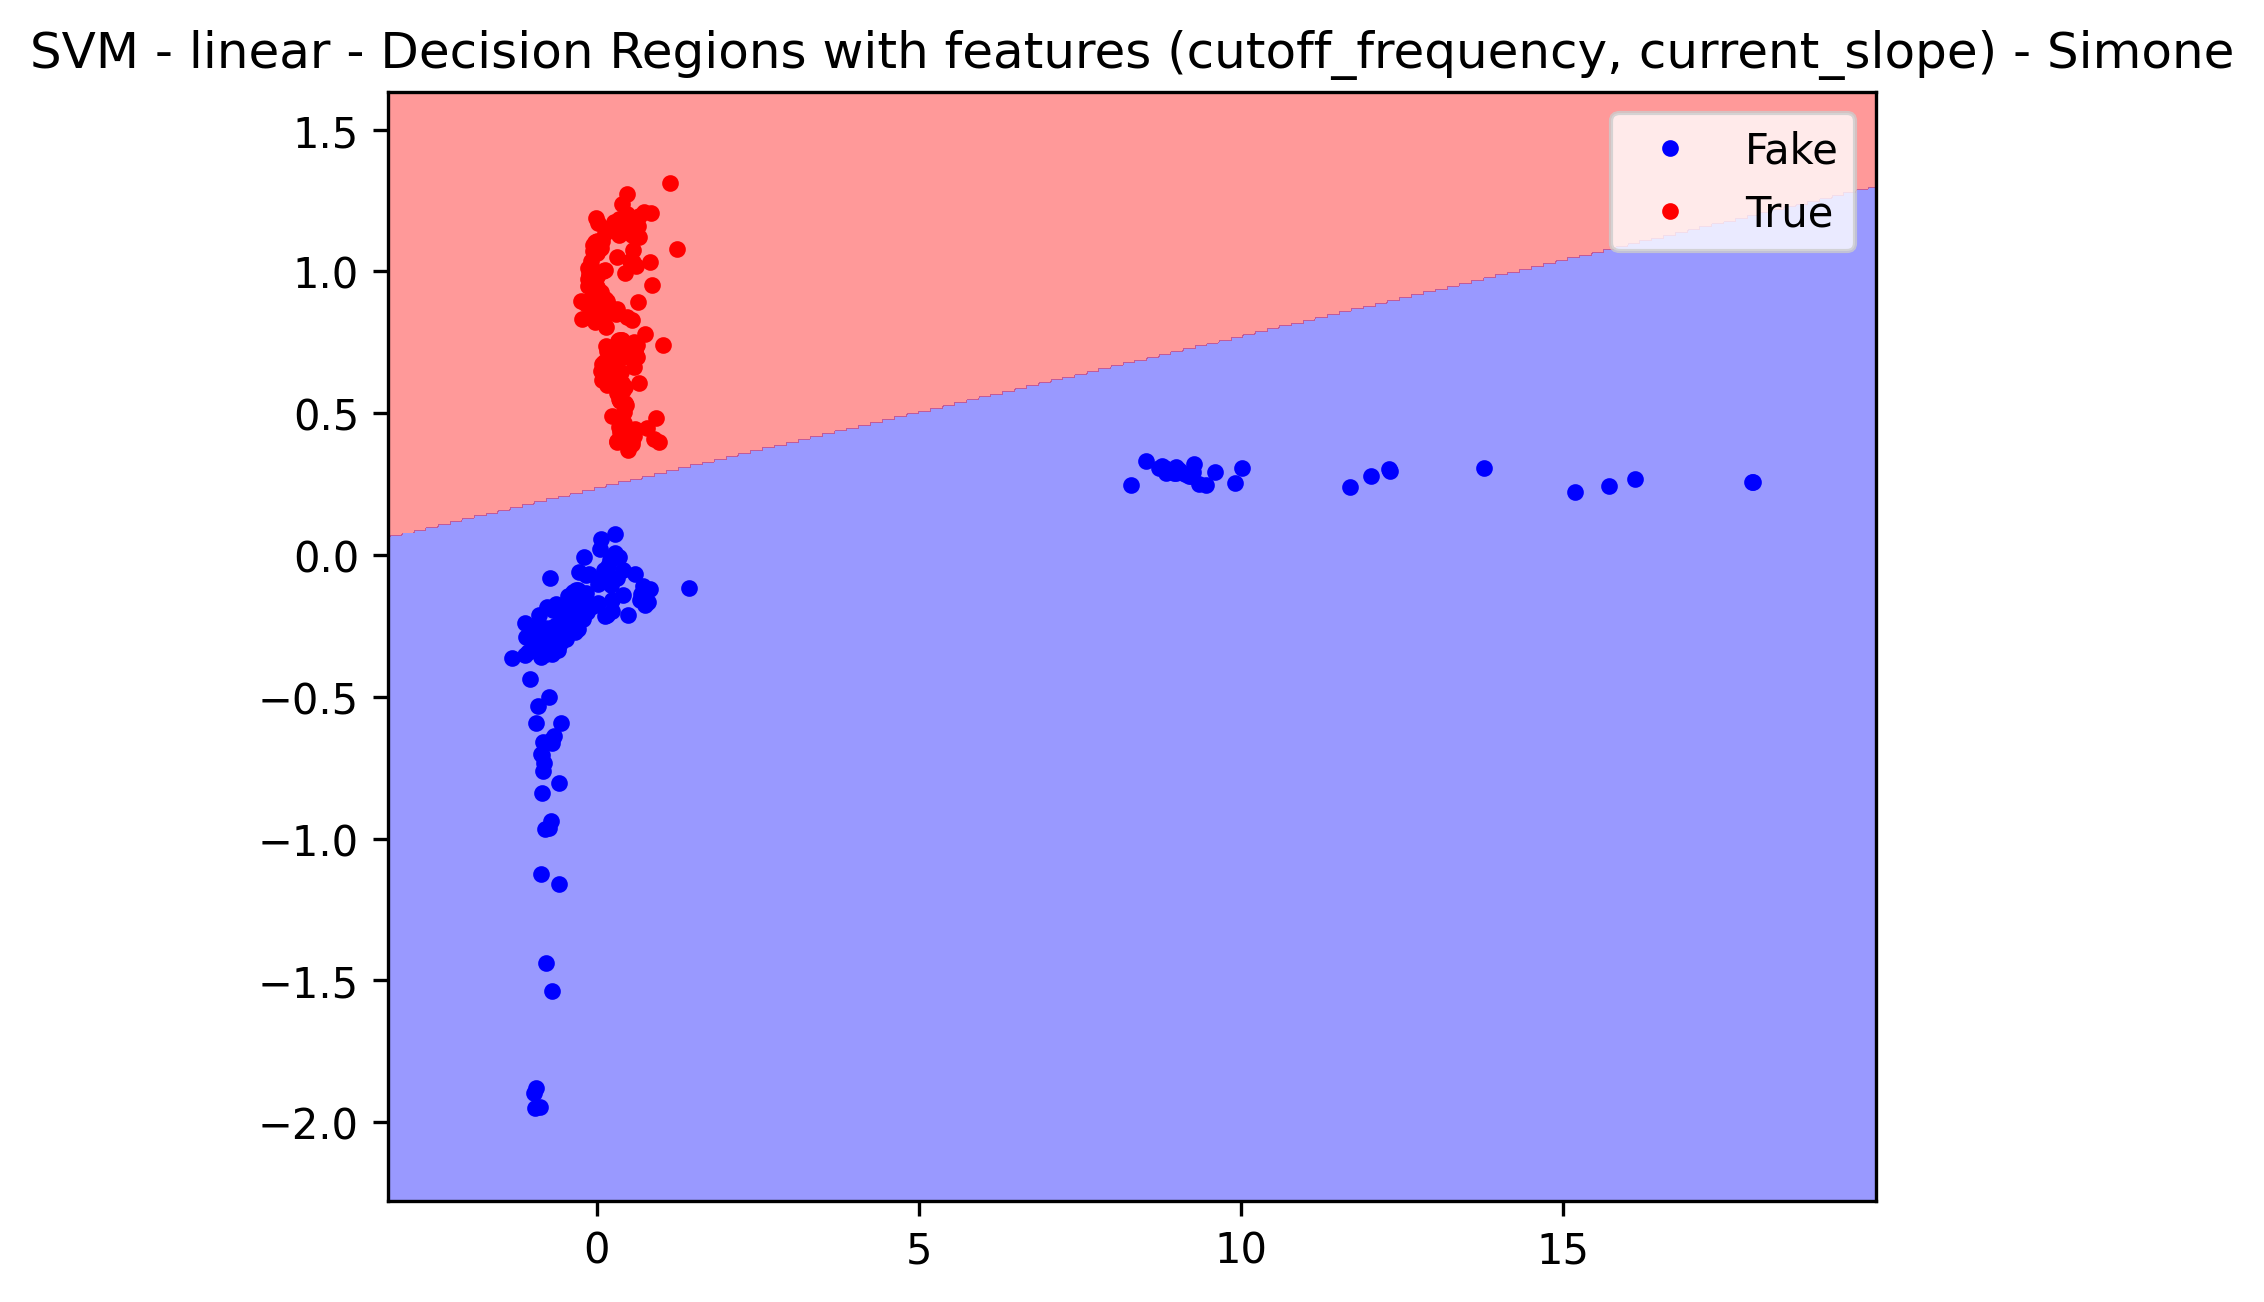 SVM - linear - Decision Regions with features (cutoff_frequency, current_slope) - Simone
1.5
1.0
0.5
0.0
−0.5
−1.0
−1.5
−2.0
Fake
True
0 5 10 15